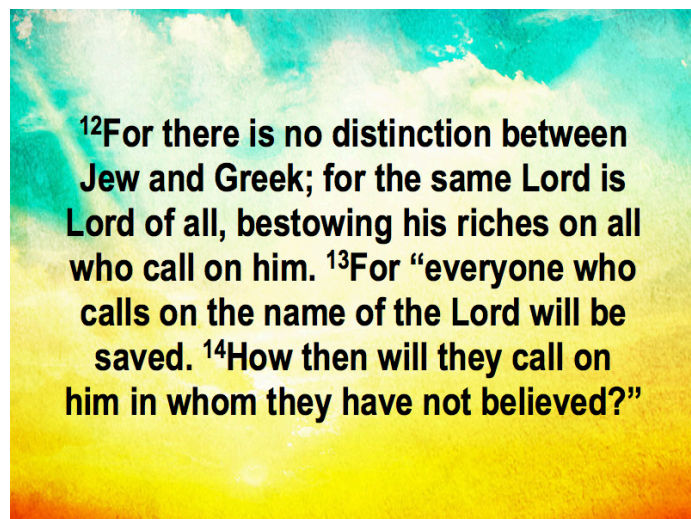 ¹²For there is no distinction between
Jew and Greek; for the same Lord is
Lord of all, bestowing his riches on all
who call on him. ¹³For “everyone who
calls on the name of the Lord will be
saved. ¹⁴How then will they call on
him in whom they have not believed?”